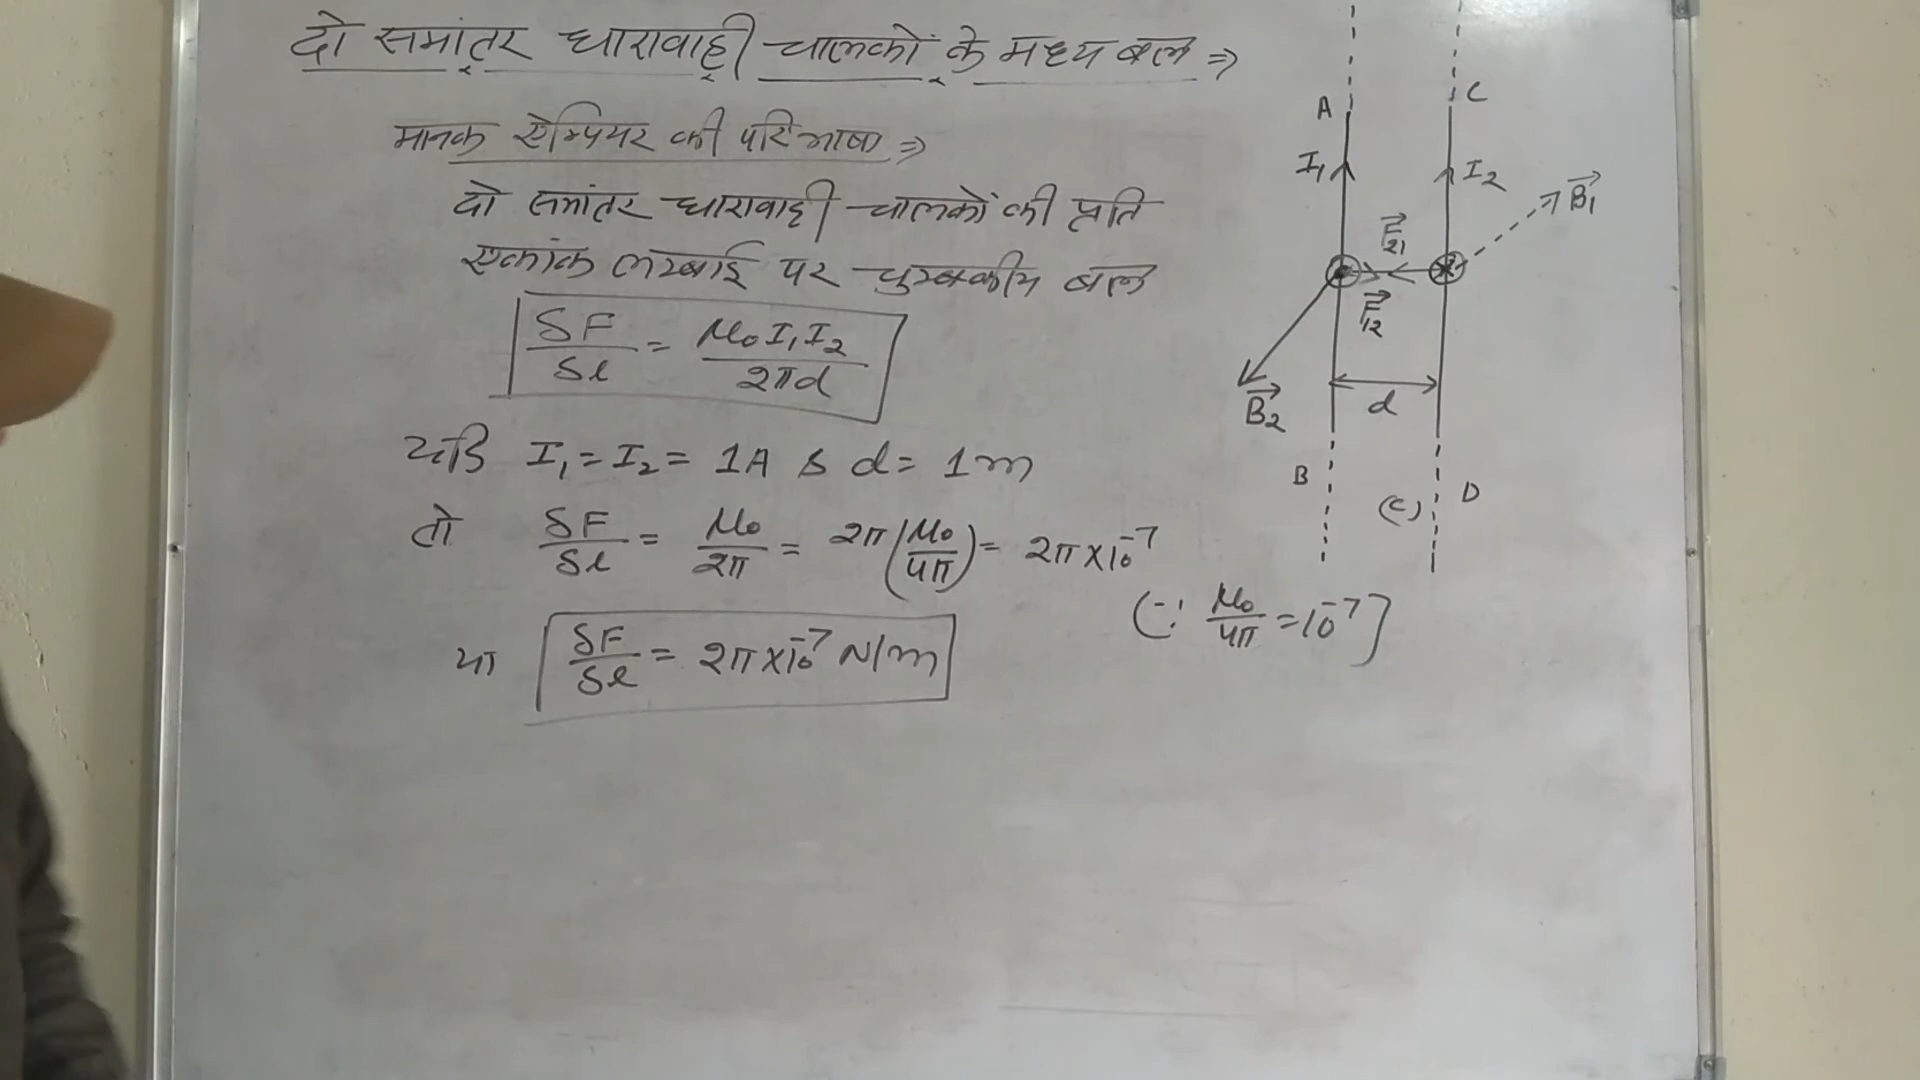 दो समांतर धारावाही चालकों के मध्य बल ⇒
मानक ऐम्पियर की परिभाषा ⇒
दो समांतर धारावाही चालकों की प्रति
एकांक लम्बाई पर चुम्बकीय बल
δF/δl = μ₀I₁I₂/2πd
यदि I₁ = I₂ = 1A & d = 1m
तो δF/δl = μ₀/2π = 2π(μ₀/4π) = 2π×10⁻⁷
(∵ μ₀/4π = 10⁻⁷]
या δF/δl = 2π×10⁻⁷ N/m
A
C
I₁
I₂
B₁
F₂₁
F₁₂
B₂
d
B
(c)
D